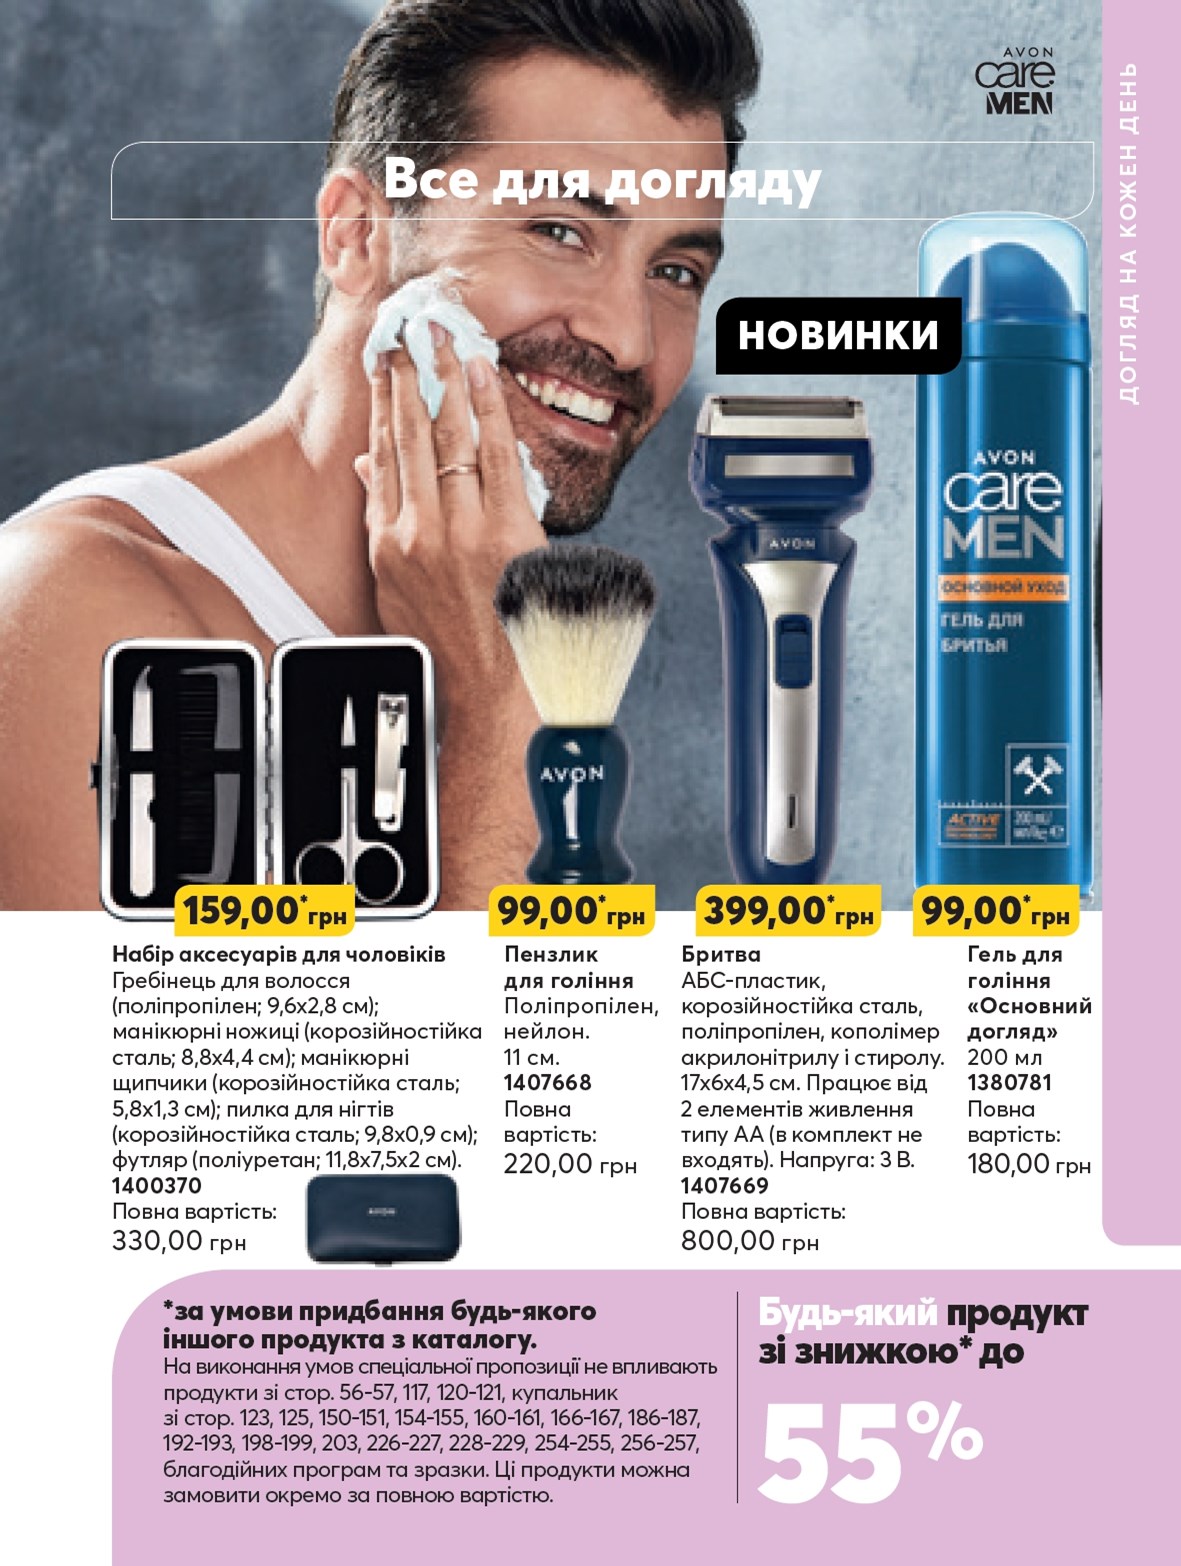 AVON
care
MEN
ДОГЛЯД НА КОЖЕН ДЕНЬ
Все для догляду
НОВИНКИ
AVON
care
MEN
ОСНОВНОЙ УХОД
ГЕЛЬ ДЛЯ
БРИТЬЯ
ACTIVE
AVON
AVON
159,00* грн
99,00* грн
399,00* грн
99,00* грн
Набір аксесуарів для чоловіків
Гребінець для волосся
(поліпропілен; 9,6х2,8 см);
манікюрні ножиці (корозійностійка
сталь; 8,8х4,4 см); манікюрні
щипчики (корозійностійка сталь;
5,8х1,3 см); пилка для нігтів
(корозійностійка сталь; 9,8х0,9 см);
футляр (поліуретан; 11,8х7,5х2 см).
1400370
Повна вартість:
330,00 грн
AVON
Пензлик
для гоління
Поліпропілен,
нейлон.
11 см.
1407668
Повна
вартість:
220,00 грн
Бритва
АБС-пластик,
корозійностійка сталь,
поліпропілен, кополімер
акрилонітрилу і стиролу.
17х6х4,5 см. Працює від
2 елементів живлення
типу АА (в комплект не
входять). Напруга: 3 В.
1407669
Повна вартість:
800,00 грн
Гель для
гоління
«Основний
догляд»
200 мл
1380781
Повна
вартість:
180,00 грн
*за умови придбання будь-якого
іншого продукта з каталогу.
На виконання умов спеціальної пропозиції не впливають
продукти зі стор. 56-57, 117, 120-121, купальник
зі стор. 123, 125, 150-151, 154-155, 160-161, 166-167, 186-187,
192-193, 198-199, 203, 226-227, 228-229, 254-255, 256-257,
благодійних програм та зразки. Ці продукти можна
замовити окремо за повною вартістю.
Будь-який продукт
зі знижкою* до
55%